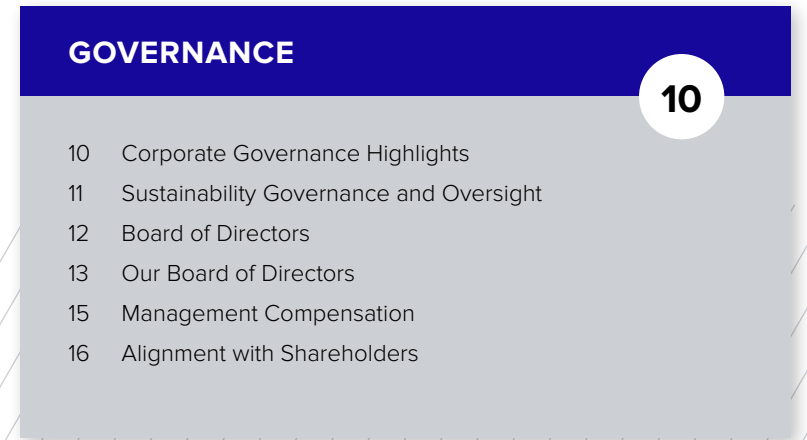 GOVERNANCE
10
10 Corporate Governance Highlights
11 Sustainability Governance and Oversight
12 Board of Directors
13 Our Board of Directors
15 Management Compensation
16 Alignment with Shareholders